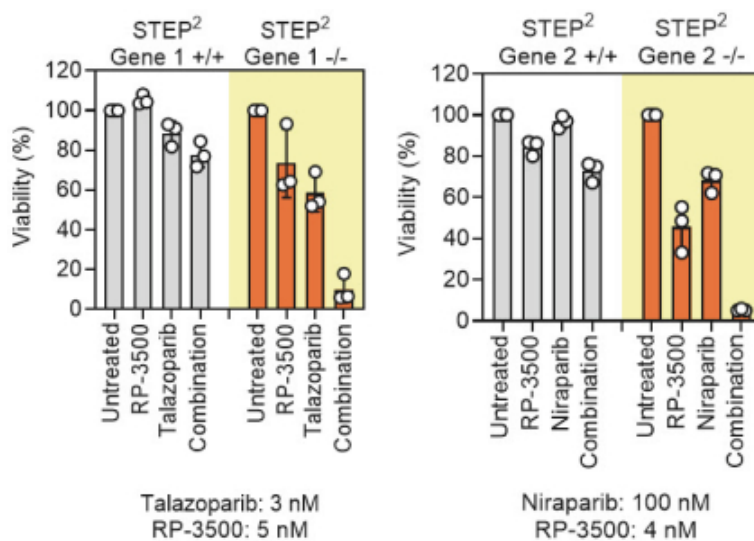 STEP²
Gene 1 +/+
STEP²
Gene 1 -/-
Viability (%)
120
100
80
60
40
20
0
Untreated
RP-3500
Talazoparib
Combination
Untreated
RP-3500
Talazoparib
Combination
Talazoparib: 3 nM
RP-3500: 5 nM
STEP²
Gene 2 +/+
STEP²
Gene 2 -/-
Viability (%)
120
100
80
60
40
20
0
Untreated
RP-3500
Niraparib
Combination
Untreated
RP-3500
Niraparib
Combination
Niraparib: 100 nM
RP-3500: 4 nM